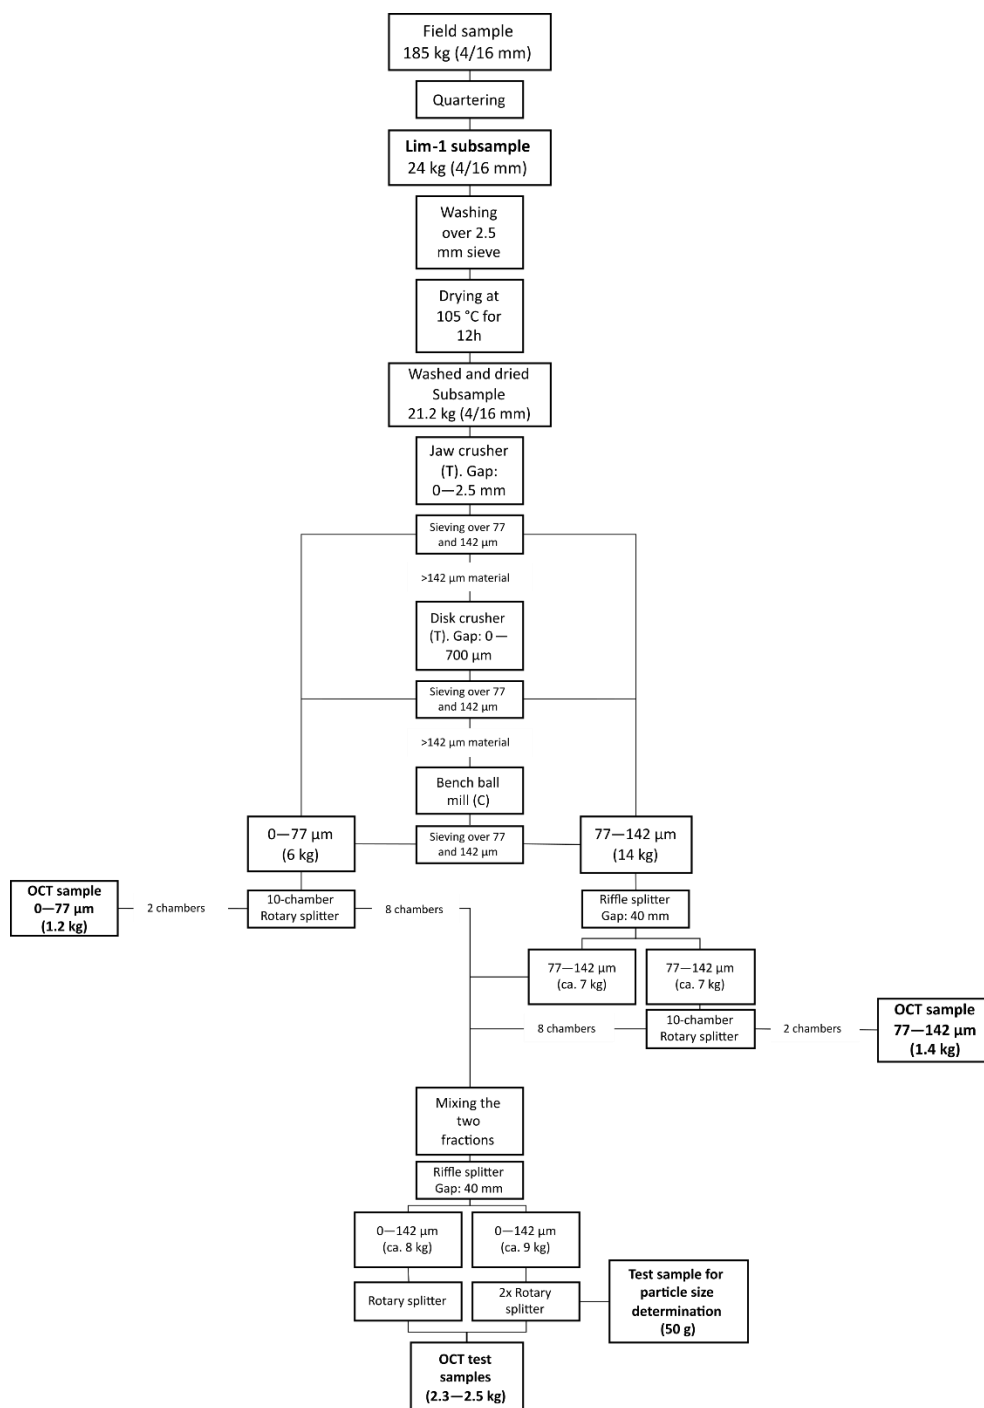 Field sample
185 kg (4/16 mm)
Quartering
Lim-1 subsample
24 kg (4/16 mm)
Washing
over 2.5
mm sieve
Drying at
105 °C for
12h
Washed and dried
Subsample
21.2 kg (4/16 mm)
Jaw crusher
(T). Gap:
0—2.5 mm
Sieving over 77
and 142 µm
>142 µm material
Disk crusher
(T). Gap: 0—
700 µm
Sieving over 77
and 142 µm
>142 µm material
Bench ball
mill (C)
0—77 µm
(6 kg)
Sieving over 77
and 142 µm
77—142 µm
(14 kg)
OCT sample
0—77 µm
(1.2 kg)
2 chambers
10-chamber
Rotary splitter
8 chambers
Riffle splitter
Gap: 40 mm
77—142 µm
(ca. 7 kg)
77—142 µm
(ca. 7 kg)
8 chambers
10-chamber
Rotary splitter
2 chambers
OCT sample
77—142 µm
(1.4 kg)
Mixing the
two
fractions
Riffle splitter
Gap: 40 mm
0—142 µm
(ca. 8 kg)
0—142 µm
(ca. 9 kg)
Rotary splitter
2x Rotary
splitter
Test sample for
particle size
determination
(50 g)
OCT test
samples
(2.3—2.5 kg)